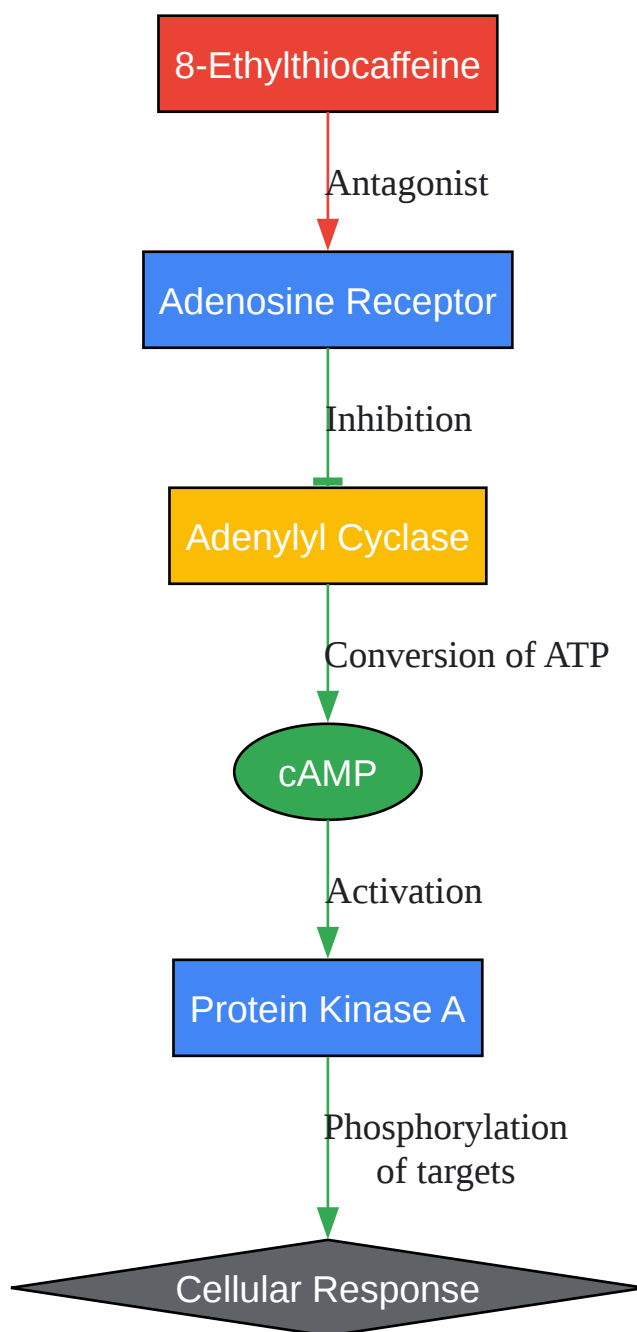 8-Ethylthiocaffeine
Antagonist
Adenosine Receptor
Inhibition
Adenylyl Cyclase
Conversion of ATP
cAMP
Activation
Protein Kinase A
Phosphorylation
of targets
Cellular Response